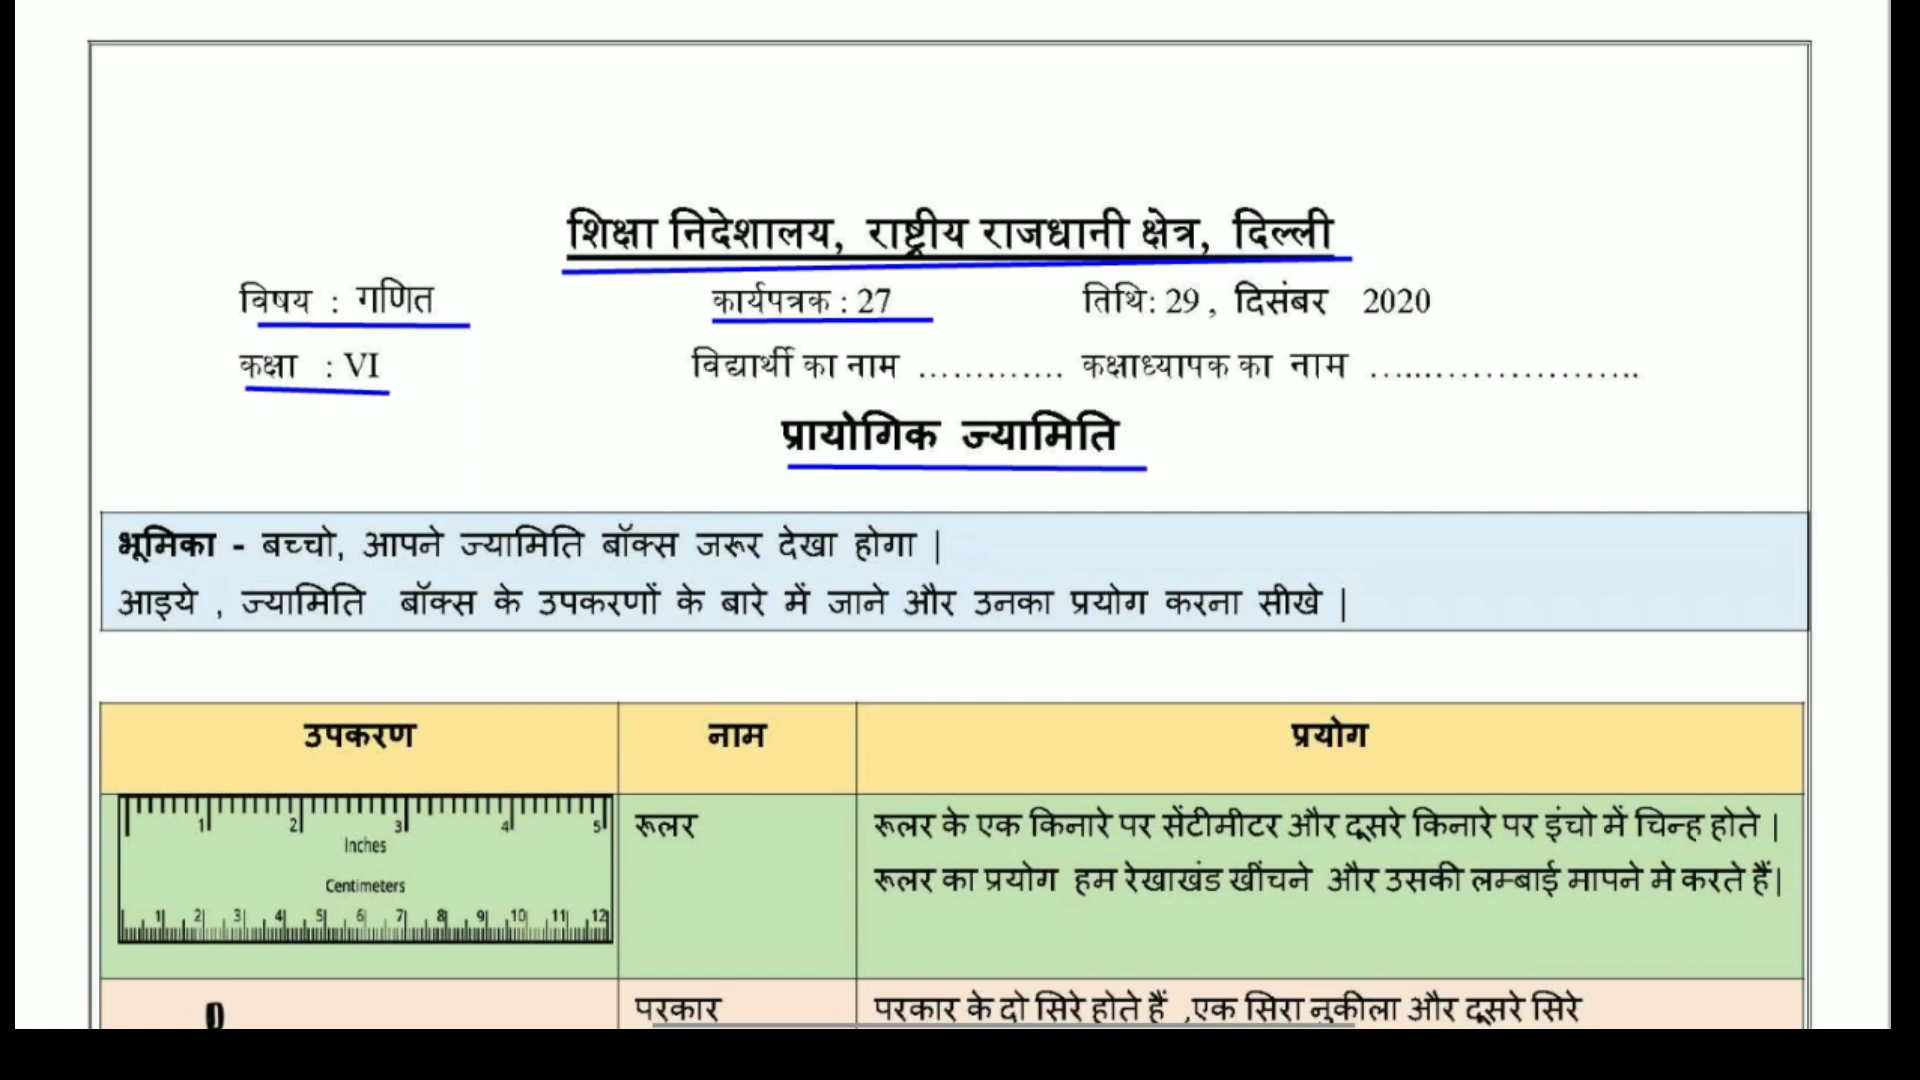 शिक्षा निदेशालय, राष्ट्रीय राजधानी क्षेत्र, दिल्ली
विषय : गणित कार्यपत्रक : 27 तिथि: 29 , दिसंबर 2020
कक्षा : VI विद्यार्थी का नाम ............. कक्षाध्यापक का नाम ........................
प्रायोगिक ज्यामिति
भूमिका - बच्चो, आपने ज्यामिति बॉक्स जरूर देखा होगा |
आइये , ज्यामिति बॉक्स के उपकरणों के बारे में जाने और उनका प्रयोग करना सीखे |
उपकरण नाम प्रयोग
1 2 3 4 5
Inches
Centimeters
1 2 3 4 5 6 7 8 9 10 11 12
रूलर
रूलर के एक किनारे पर सेंटीमीटर और दूसरे किनारे पर इंचो में चिन्ह होते |
रूलर का प्रयोग हम रेखाखंड खींचने और उसकी लम्बाई मापने मे करते हैं|
परकार
परकार के दो सिरे होते हैं ,एक सिरा नुकीला और दूसरे सिरे